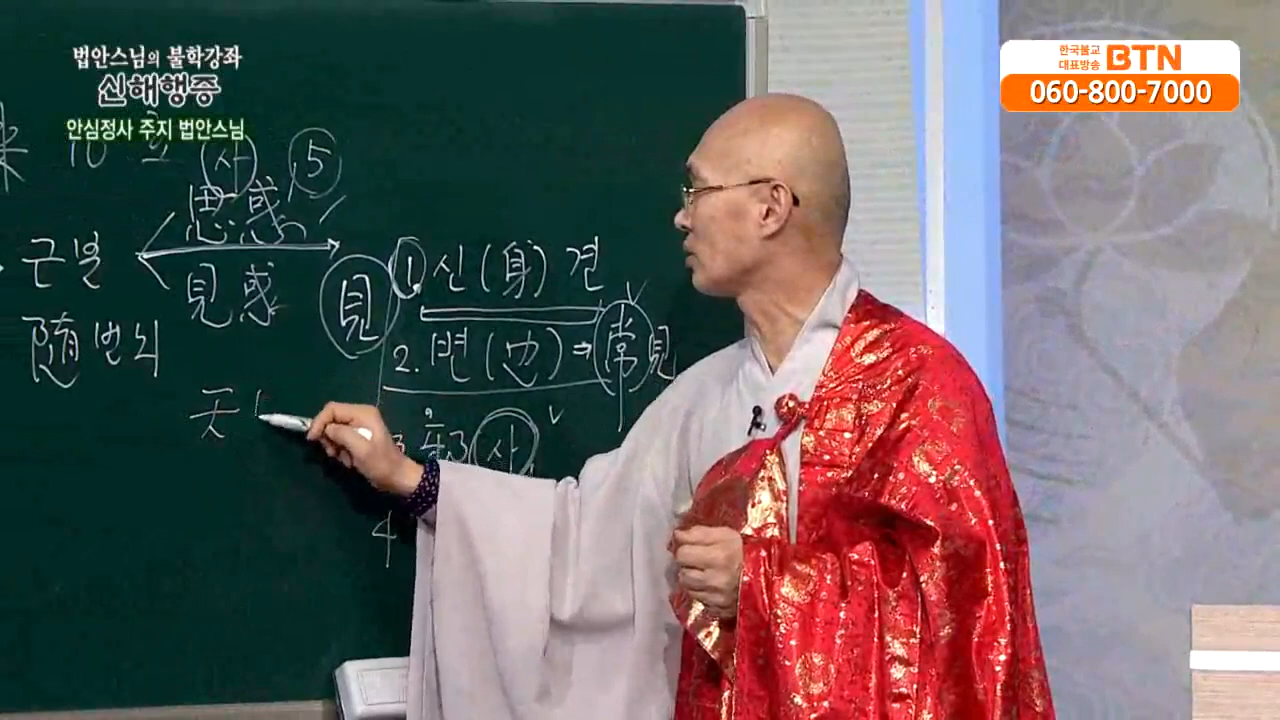 법안스님의 불학강좌
신해행증
안심정사 주지 법안스님
한국불교
대표방송 BTN
060-800-7000
사 5
思惑
근본
見惑
見 1. 신(身)견
隨번뇌
2. 변(边)⇒常見
天
사
4